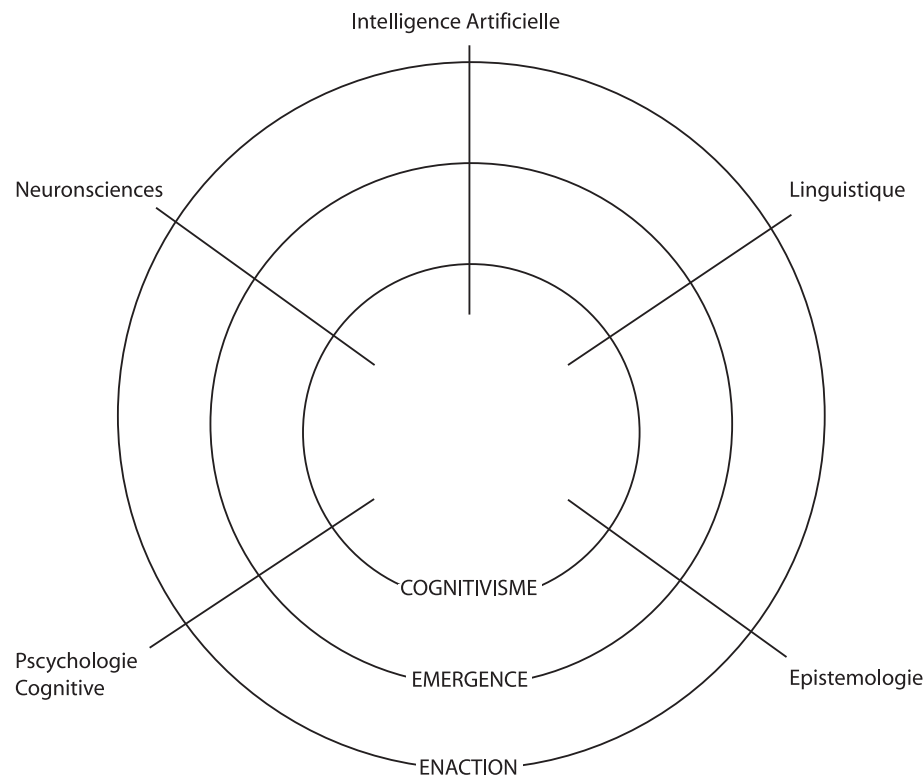 Intelligence Artificielle
Neuronsciences
Linguistique
COGNITIVISME
Pscychologie
Cognitive
EMERGENCE
Epistemologie
ENACTION